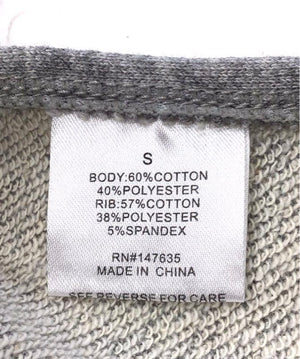 S
BODY:60%COTTON
40%POLYESTER
RIB:57%COTTON
38%POLYESTER
5%SPANDEX
RN#147635
MADE IN CHINA
SEE REVERSE FOR CARE